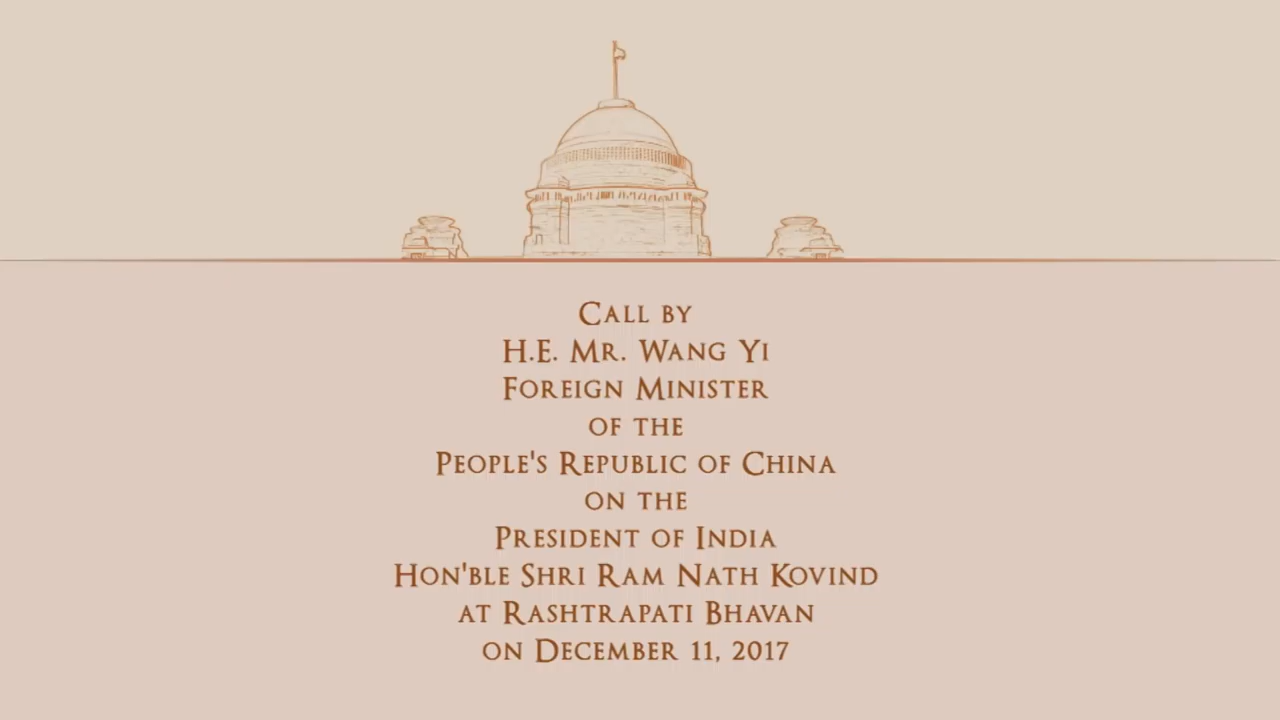 Call by
H.E. Mr. Wang Yi
Foreign Minister
of the
People's Republic of China
on the
President of India
Hon'ble Shri Ram Nath Kovind
at Rashtrapati Bhavan
on December 11, 2017